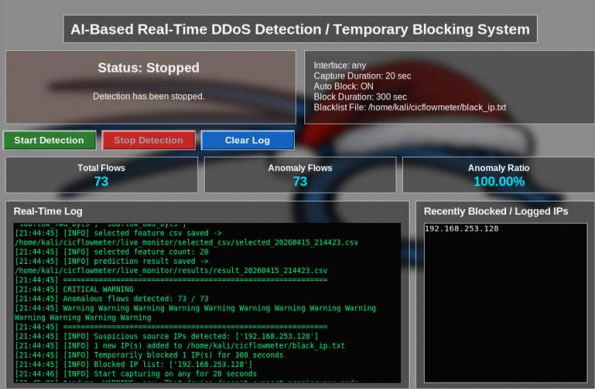 AI-Based Real-Time DDoS Detection / Temporary Blocking System
Status: Stopped
Detection has been stopped.
Interface: any
Capture Duration: 20 sec
Auto Block: ON
Block Duration: 300 sec
Blacklist File: /home/kali/cicflowmeter/black_ip.txt
Start Detection
Stop Detection
Clear Log
Total Flows
73
Anomaly Flows
73
Anomaly Ratio
100.00%
Real-Time Log
[21:44:45] [INFO] selected feature csv saved ->
/home/kali/cicflowmeter/live_monitor/selected_csv/selected_20260415_214423.csv
[21:44:45] [INFO] selected feature count: 20
[21:44:45] [INFO] prediction result saved ->
/home/kali/cicflowmeter/live_monitor/results/result_20260415_214423.csv
[21:44:45] ============================================================
CRITICAL WARNING
[21:44:45] Anomalous flows detected: 73 / 73
[21:44:45] Warning Warning Warning Warning Warning Warning Warning Warning Warning
Warning Warning Warning Warning
[21:44:45] ============================================================
[21:44:45] [INFO] Suspicious source IPs detected: ['192.168.253.128']
[21:44:45] [INFO] 1 new IP(s) added to /home/kali/cicflowmeter/black_ip.txt
[21:44:45] [INFO] Temporarily blocked 1 IP(s) for 300 seconds
[21:44:45] [INFO] Blocked IP list: ['192.168.253.128']
[21:44:46] [INFO] Start capturing on any for 20 seconds
Recently Blocked / Logged IPs
192.168.253.128